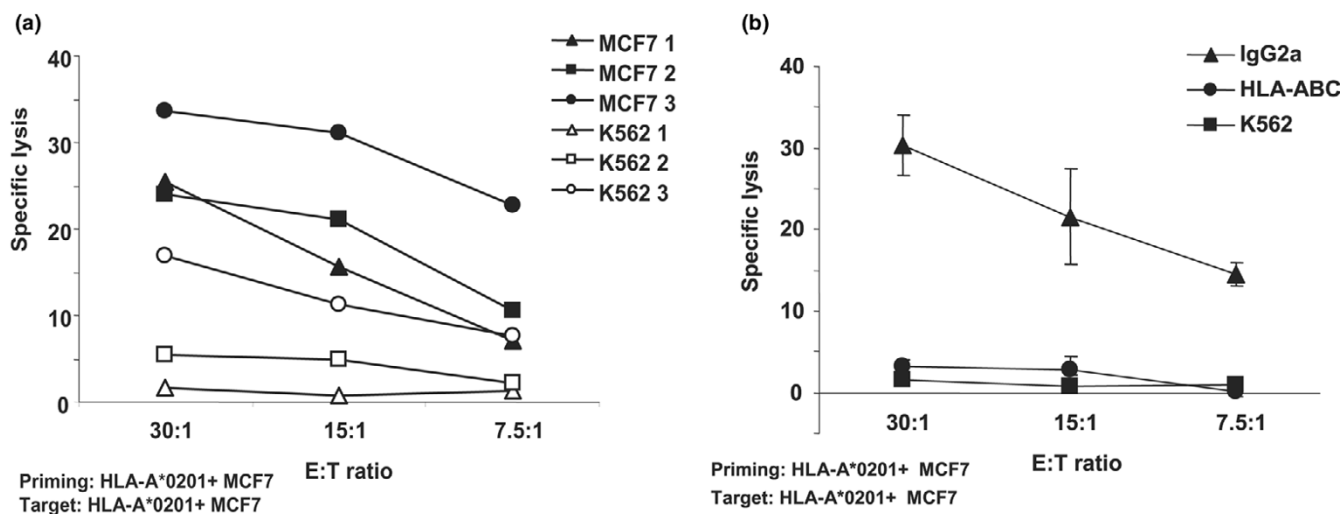 (a)
MCF7 1
MCF7 2
MCF7 3
K562 1
K562 2
K562 3
40
30
20
10
0
Specific lysis
30:1
15:1
7.5:1
E:T ratio
Priming: HLA-A*0201+ MCF7
Target: HLA-A*0201+ MCF7
(b)
IgG2a
HLA-ABC
K562
40
30
20
10
0
Specific lysis
30:1
15:1
7.5:1
E:T ratio
Priming: HLA-A*0201+ MCF7
Target: HLA-A*0201+ MCF7